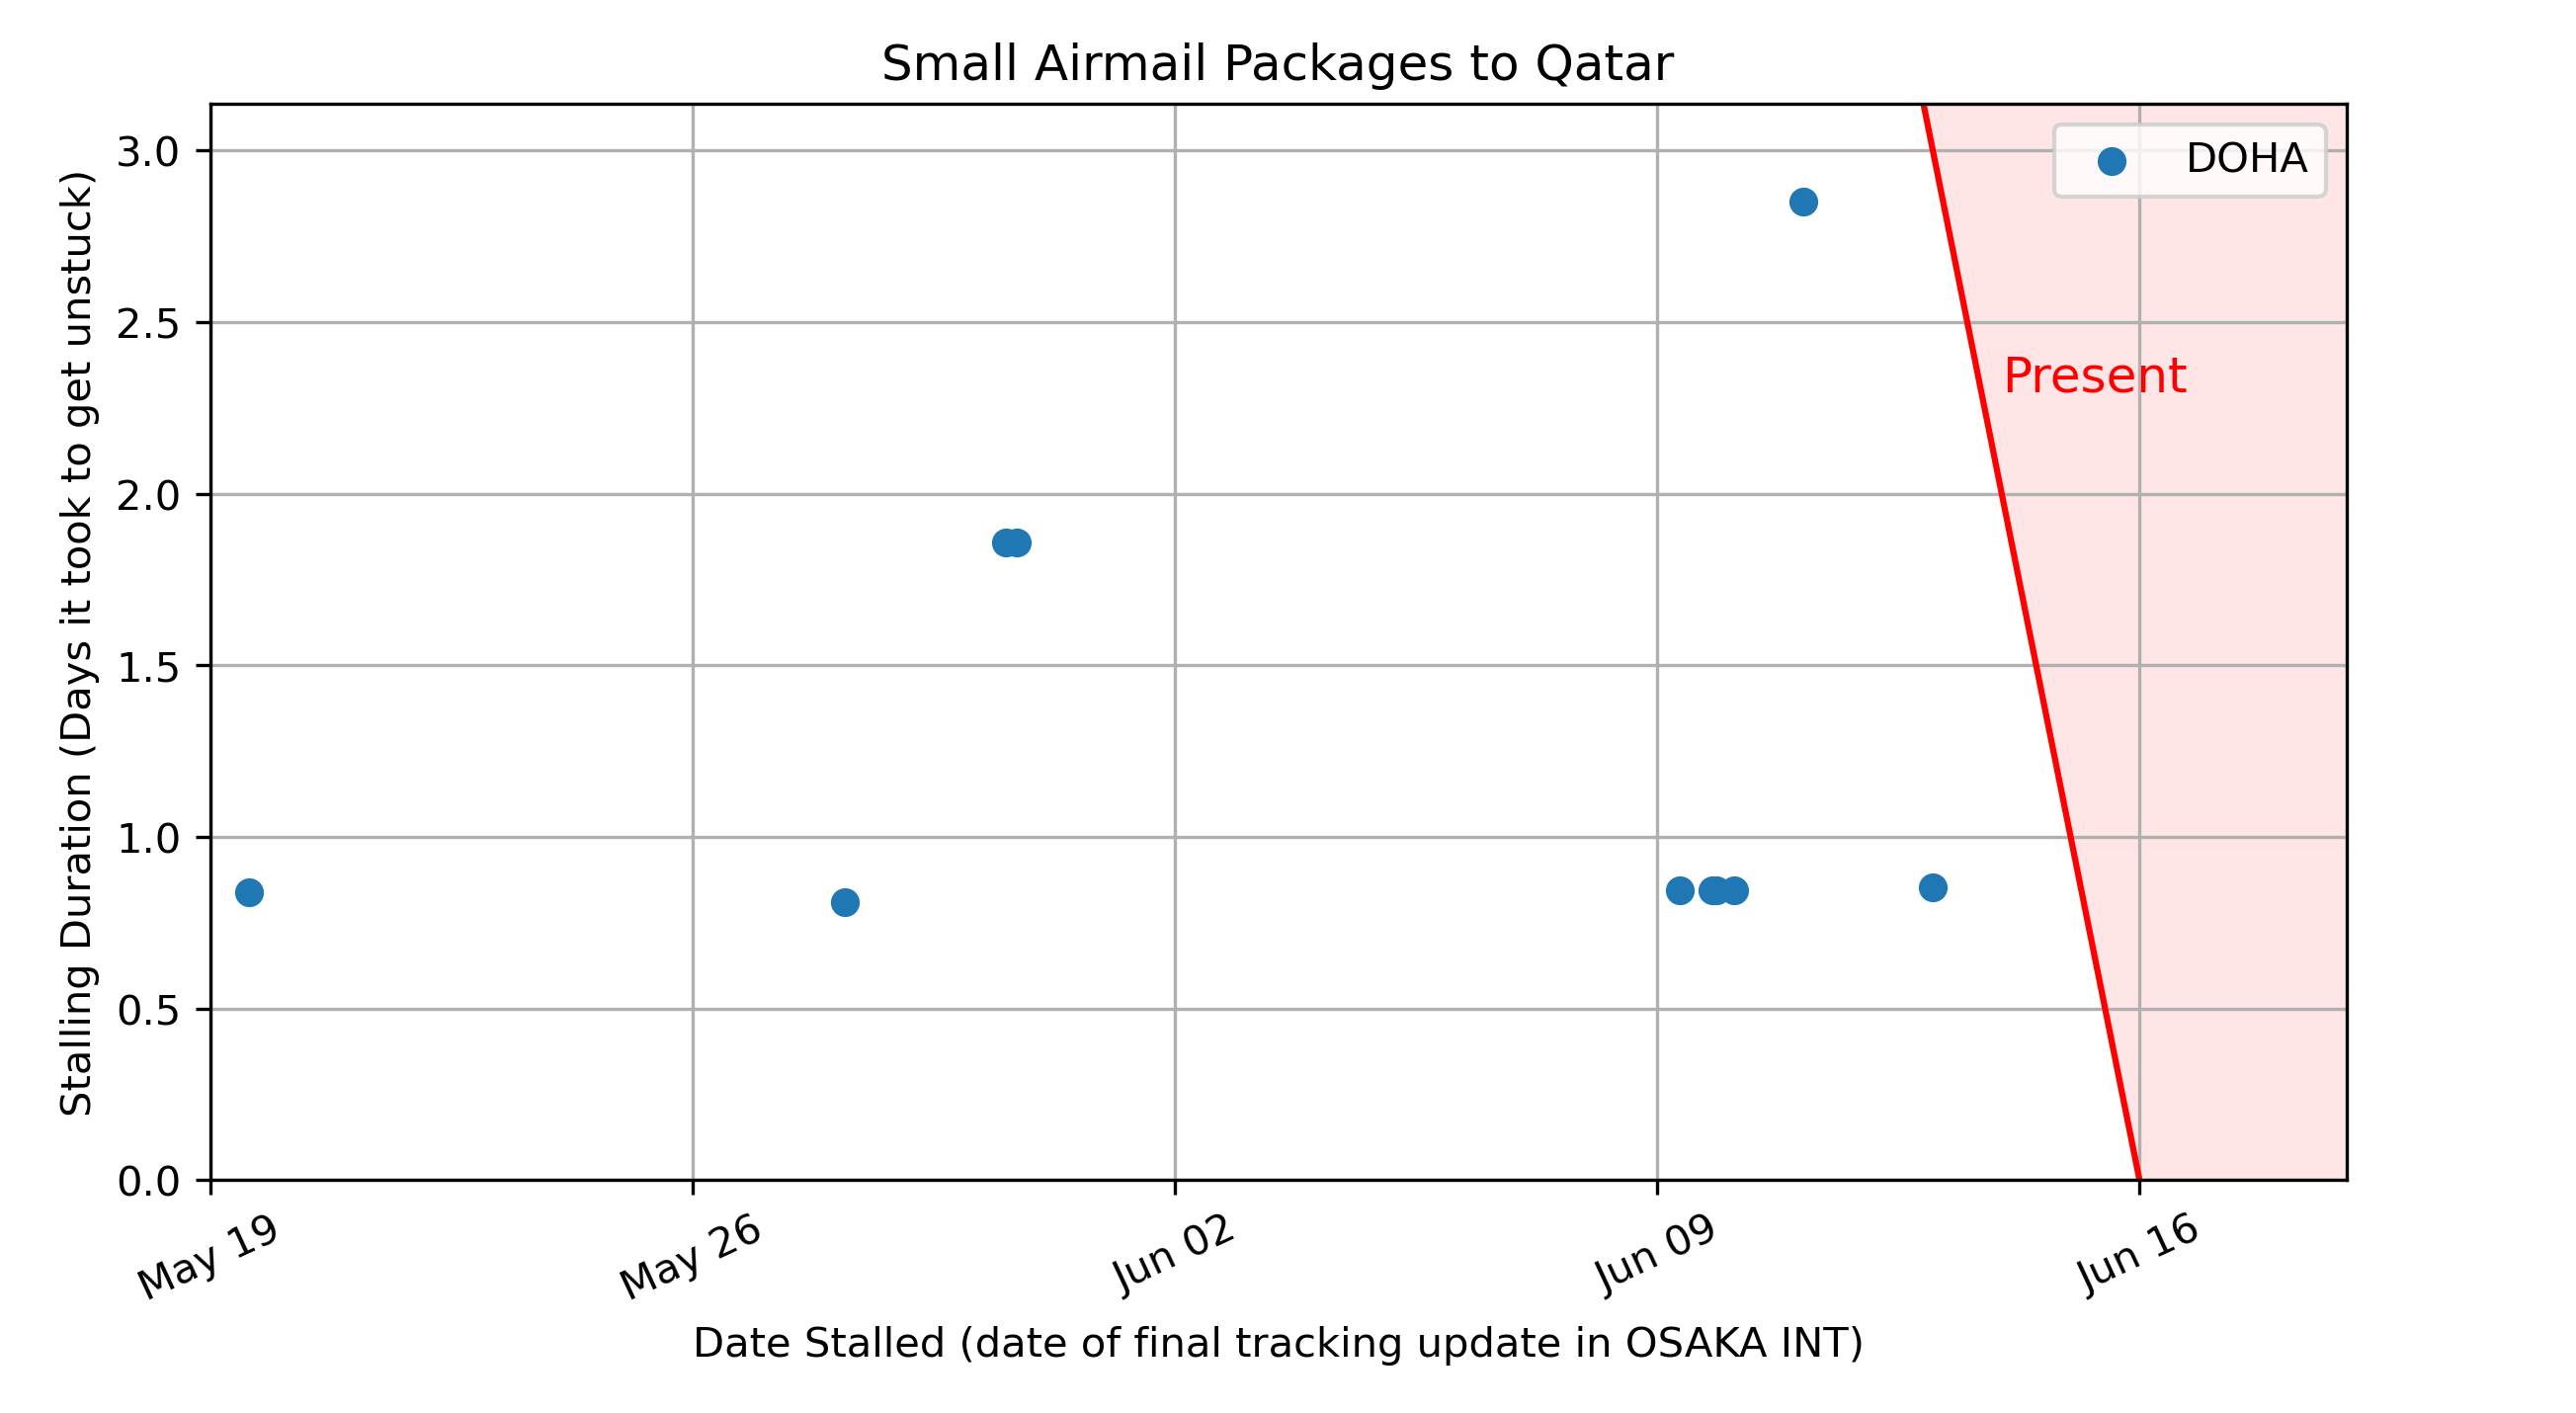 Small Airmail Packages to Qatar
DOHA
Present
Stalling Duration (Days it took to get unstuck)
3.0
2.5
2.0
1.5
1.0
0.5
0.0
May 19
May 26
Jun 02
Jun 09
Jun 16
Date Stalled (date of final tracking update in OSAKA INT)